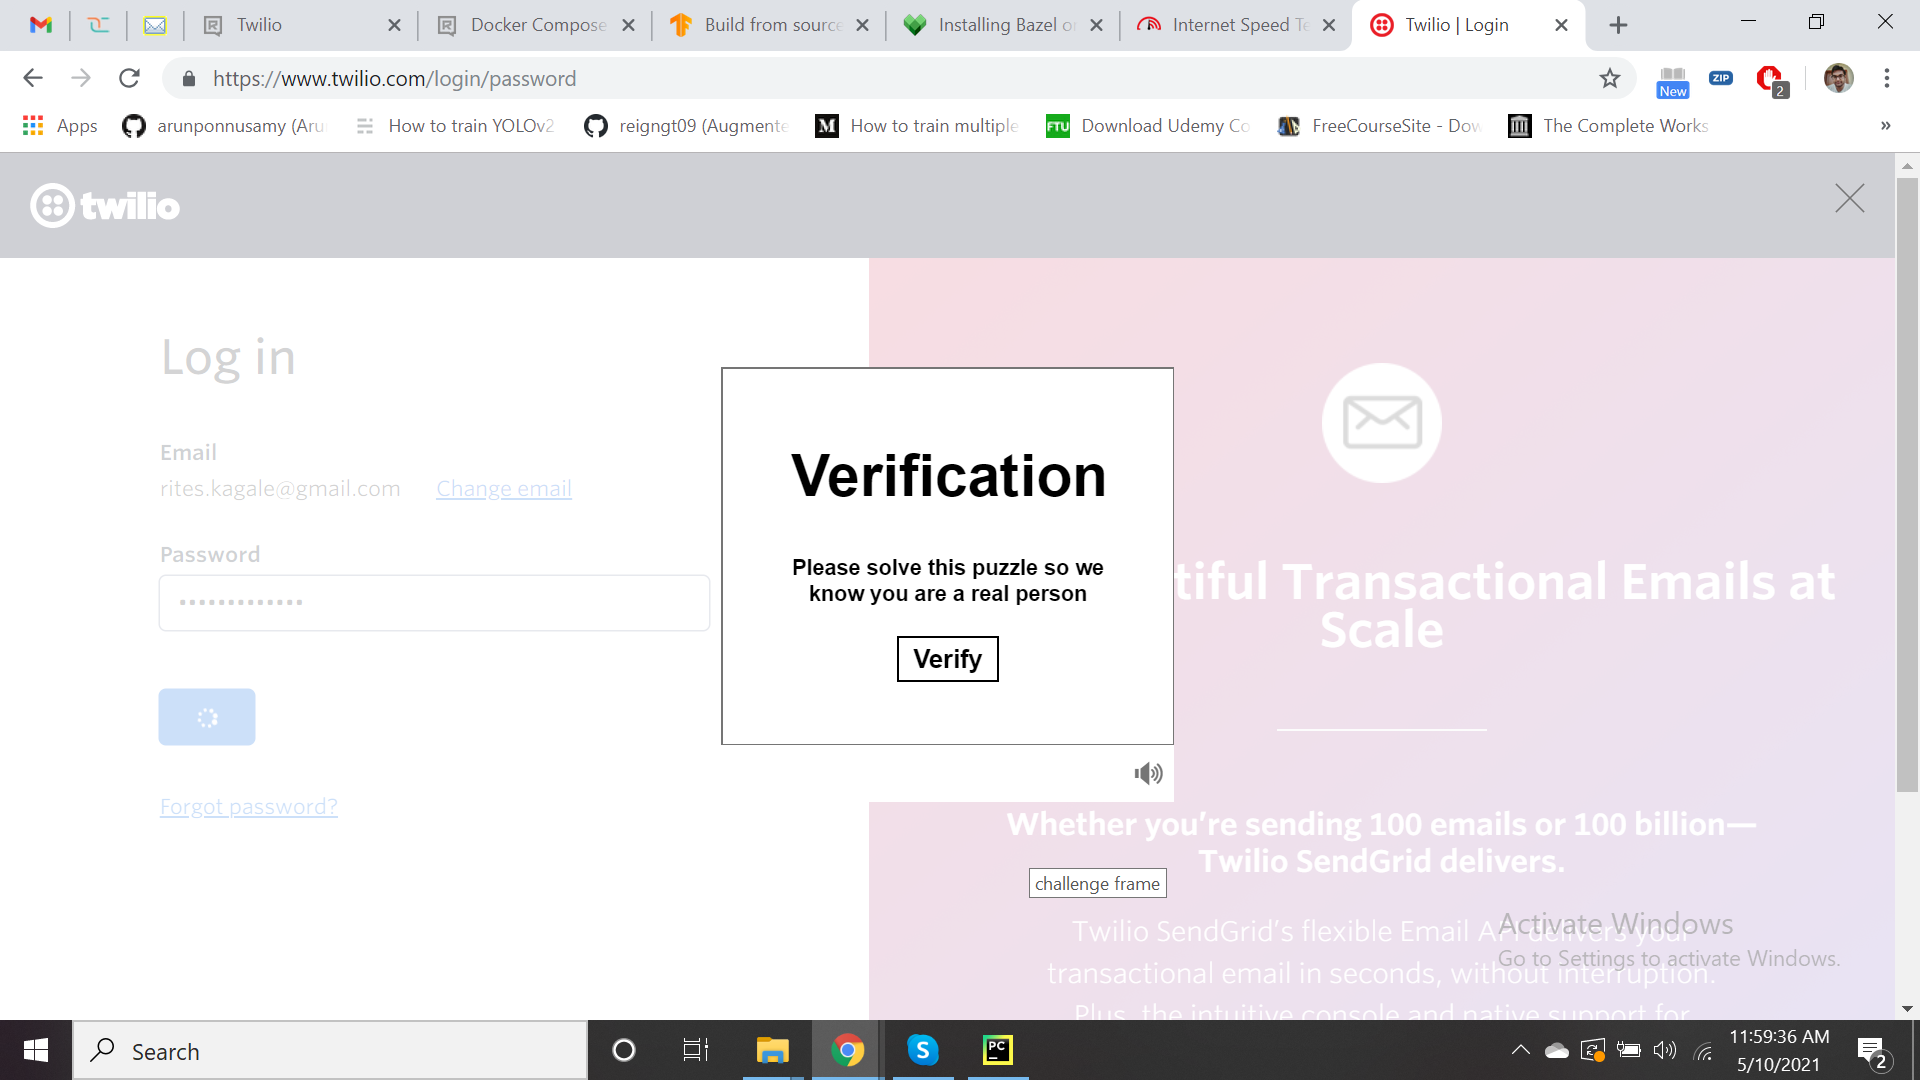 Twilio
Docker Compose
Build from source
Installing Bazel on
Internet Speed Te
Twilio | Login
https://www.twilio.com/login/password
New
ZIP
2
Apps
arunponnusamy (Aru
How to train YOLOv2
reigngt09 (Augmente
M
How to train multiple
FTU
Download Udemy Co
FreeCourseSite - Dow
The Complete Works
»
twilio
Log in
Email
rites.kagale@gmail.com
Change email
Password
Forgot password?
Verification
Please solve this puzzle so we
know you are a real person
Verify
tiful Transactional Emails at
Scale
Whether you’re sending 100 emails or 100 billion—
Twilio SendGrid delivers.
challenge frame
Twilio SendGrid’s flexible Email API delivers your
transactional email in seconds, without interruption.
Plus, the intuitive console and native support for
Activate Windows
Go to Settings to activate Windows.
Search
S
PC
11:59:36 AM
5/10/2021
2